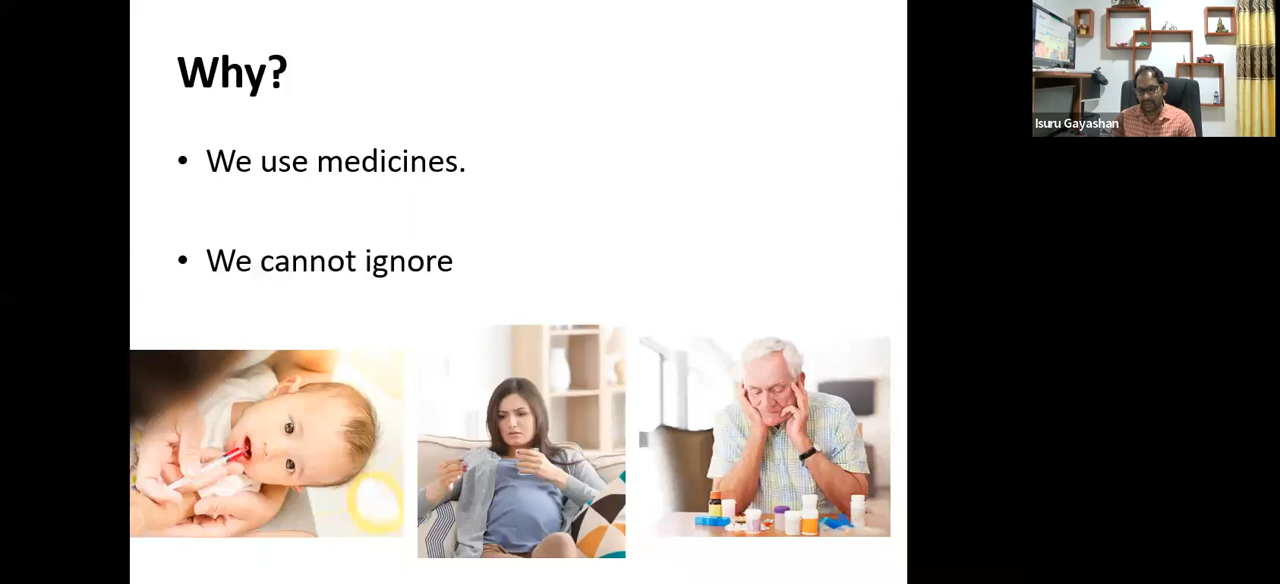 Why?
• We use medicines.
• We cannot ignore
Isuru Gayashan